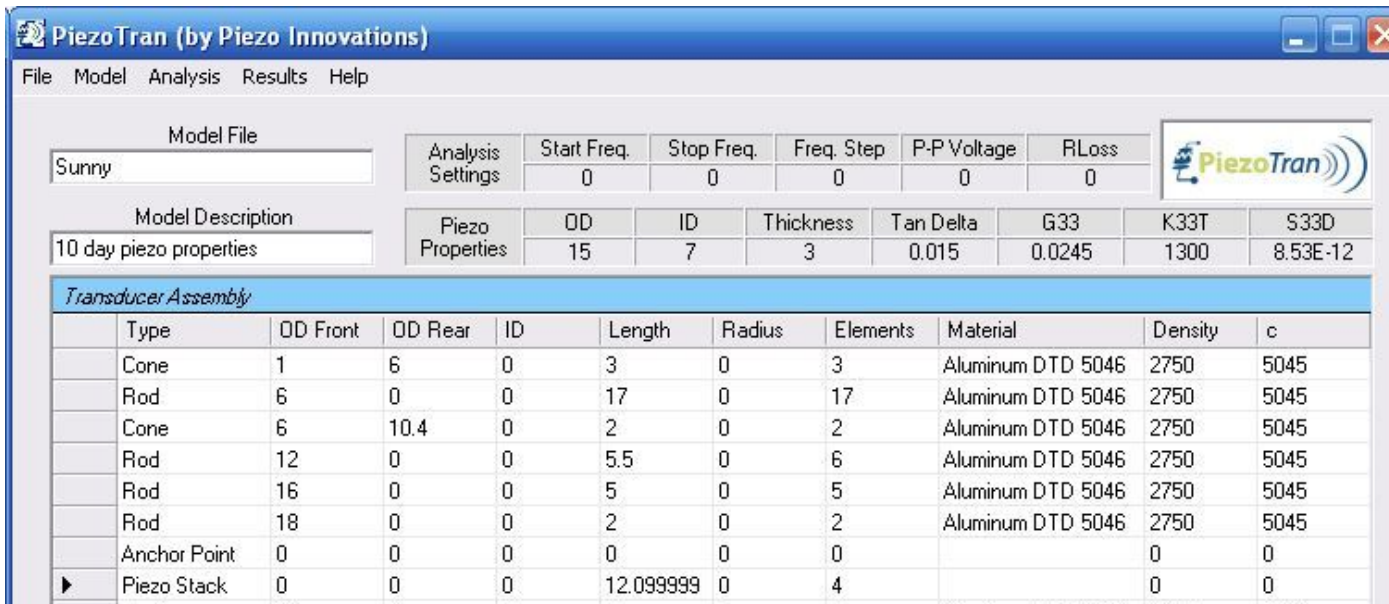 PiezoTran (by Piezo Innovations)
File Model Analysis Results Help
Model File
Sunny
Analysis Settings Start Freq. Stop Freq. Freq. Step P-P Voltage RLoss
0 0 0 0 0
PiezoTran
Model Description
10 day piezo properties
Piezo Properties OD ID Thickness Tan Delta G33 K33T S33D
15 7 3 0.015 0.0245 1300 8.53E-12
Transducer Assembly
Type OD Front OD Rear ID Length Radius Elements Material Density c
Cone 1 6 0 3 0 3 Aluminum DTD 5046 2750 5045
Rod 6 0 0 17 0 17 Aluminum DTD 5046 2750 5045
Cone 6 10.4 0 2 0 2 Aluminum DTD 5046 2750 5045
Rod 12 0 0 5.5 0 6 Aluminum DTD 5046 2750 5045
Rod 16 0 0 5 0 5 Aluminum DTD 5046 2750 5045
Rod 18 0 0 2 0 2 Aluminum DTD 5046 2750 5045
Anchor Point 0 0 0 0 0 0 0 0
Piezo Stack 0 0 0 12.099999 0 4 0 0